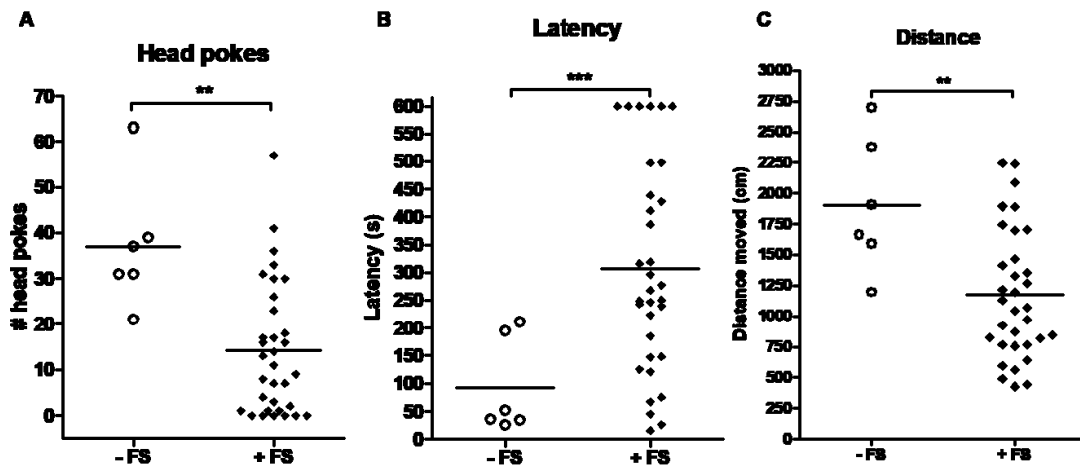 A
Head pokes
**
# head pokes
70
60
50
40
30
20
10
0
- FS
+ FS
B
Latency
***
Latency (s)
600
550
500
450
400
350
300
250
200
150
100
50
0
- FS
+ FS
C
Distance
**
Distance moved (cm)
3000
2750
2500
2250
2000
1750
1500
1250
1000
750
500
250
0
- FS
+ FS